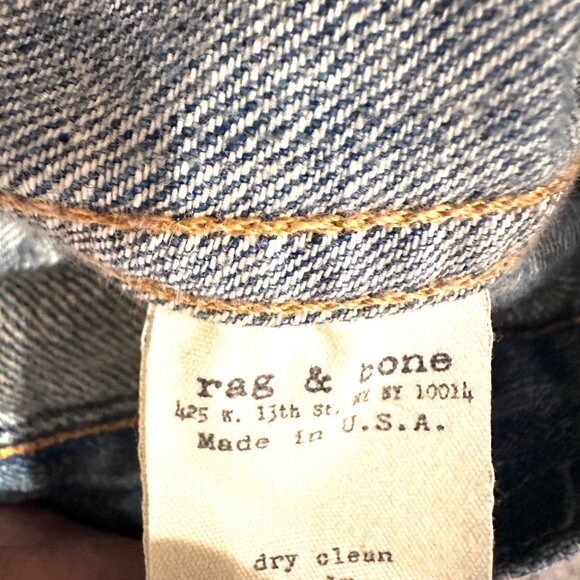 rag & bone
425 W. 13th St. NY NY 10014
Made in U.S.A.
dry clean